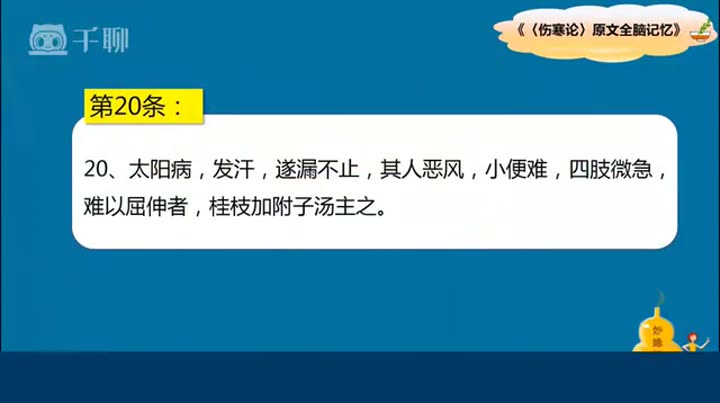 千聊
《〈伤寒论〉原文全脑记忆》
第20条：
20、太阳病，发汗，遂漏不止，其人恶风，小便难，四肢微急，
难以屈伸者，桂枝加附子汤主之。
妙